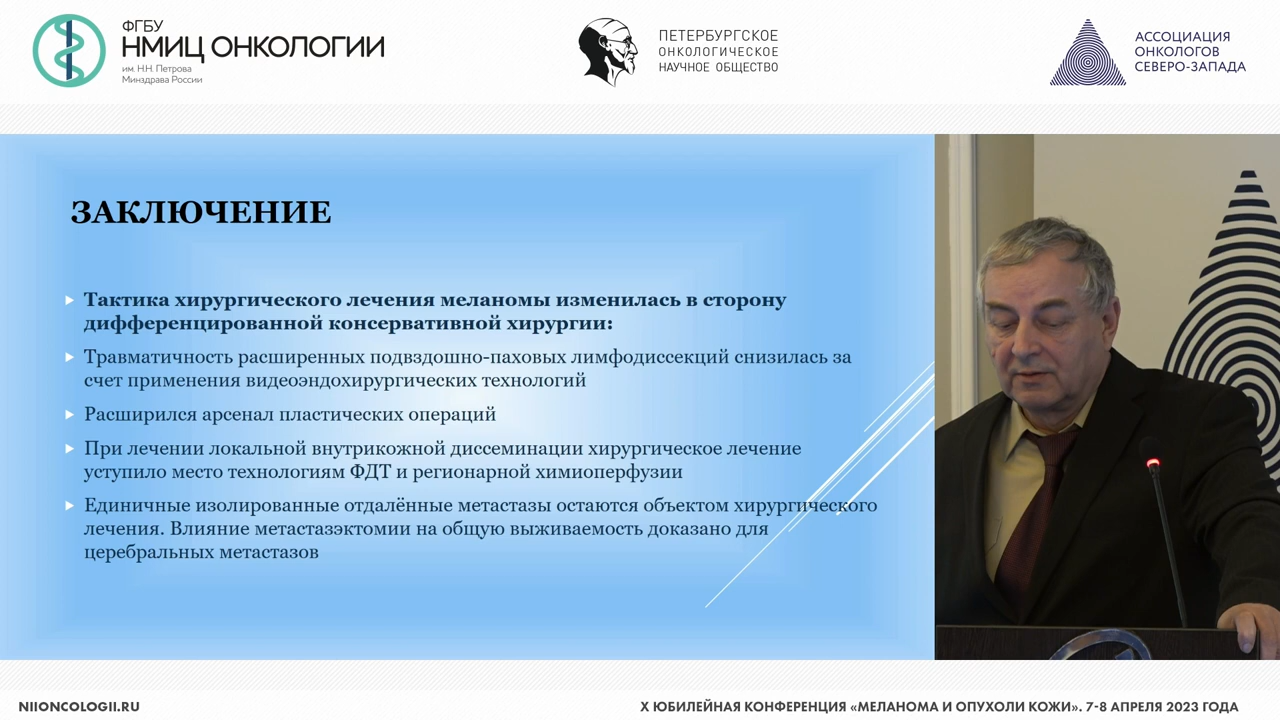 ФГБУ
НМИЦ ОНКОЛОГИИ
им. Н.Н. Петрова
Минздрава России
ПЕТЕРБУРГСКОЕ
ОНКОЛОГИЧЕСКОЕ
НАУЧНОЕ ОБЩЕСТВО
АССОЦИАЦИЯ
ОНКОЛОГОВ
СЕВЕРО-ЗАПАДА
ЗАКЛЮЧЕНИЕ
Тактика хирургического лечения меланомы изменилась в сторону
дифференцированной консервативной хирургии:
Травматичность расширенных подвздошно-паховых лимфодиссекций снизилась за
счет применения видеоэндохирургических технологий
Расширился арсенал пластических операций
При лечении локальной внутрикожной диссеминации хирургическое лечение
уступило место технологиям ФДТ и регионарной химиоперфузии
Единичные изолированные отдалённые метастазы остаются объектом хирургического
лечения. Влияние метастазэктомии на общую выживаемость доказано для
церебральных метастазов
NIIONCOLOGII.RU
X ЮБИЛЕЙНАЯ КОНФЕРЕНЦИЯ «МЕЛАНОМА И ОПУХОЛИ КОЖИ». 7-8 АПРЕЛЯ 2023 ГОДА